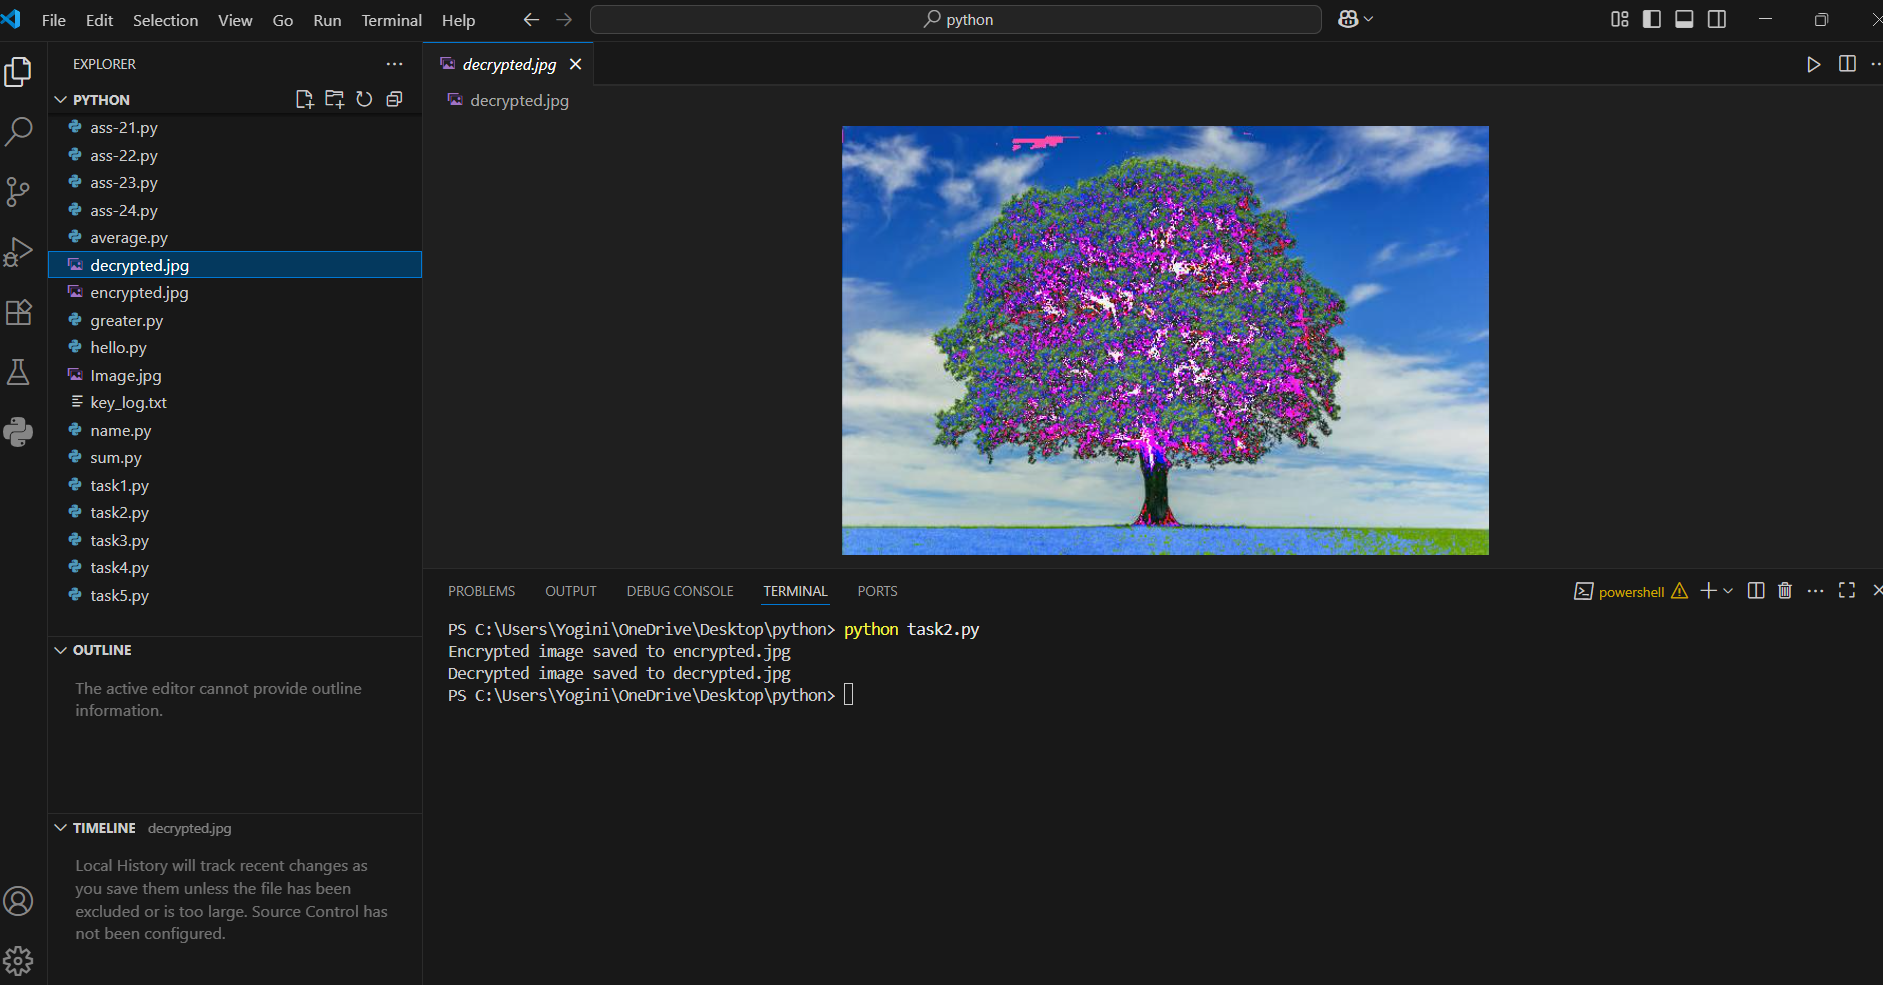 File Edit Selection View Go Run Terminal Help
python
EXPLORER
PYTHON
ass-21.py
ass-22.py
ass-23.py
ass-24.py
average.py
decrypted.jpg
encrypted.jpg
greater.py
hello.py
Image.jpg
key_log.txt
name.py
sum.py
task1.py
task2.py
task3.py
task4.py
task5.py
OUTLINE
The active editor cannot provide outline
information.
TIMELINE decrypted.jpg
Local History will track recent changes as
you save them unless the file has been
excluded or is too large. Source Control has
not been configured.
decrypted.jpg
decrypted.jpg
PROBLEMS OUTPUT DEBUG CONSOLE TERMINAL PORTS
powershell
PS C:\Users\Yogini\OneDrive\Desktop\python> python task2.py
Encrypted image saved to encrypted.jpg
Decrypted image saved to decrypted.jpg
PS C:\Users\Yogini\OneDrive\Desktop\python>